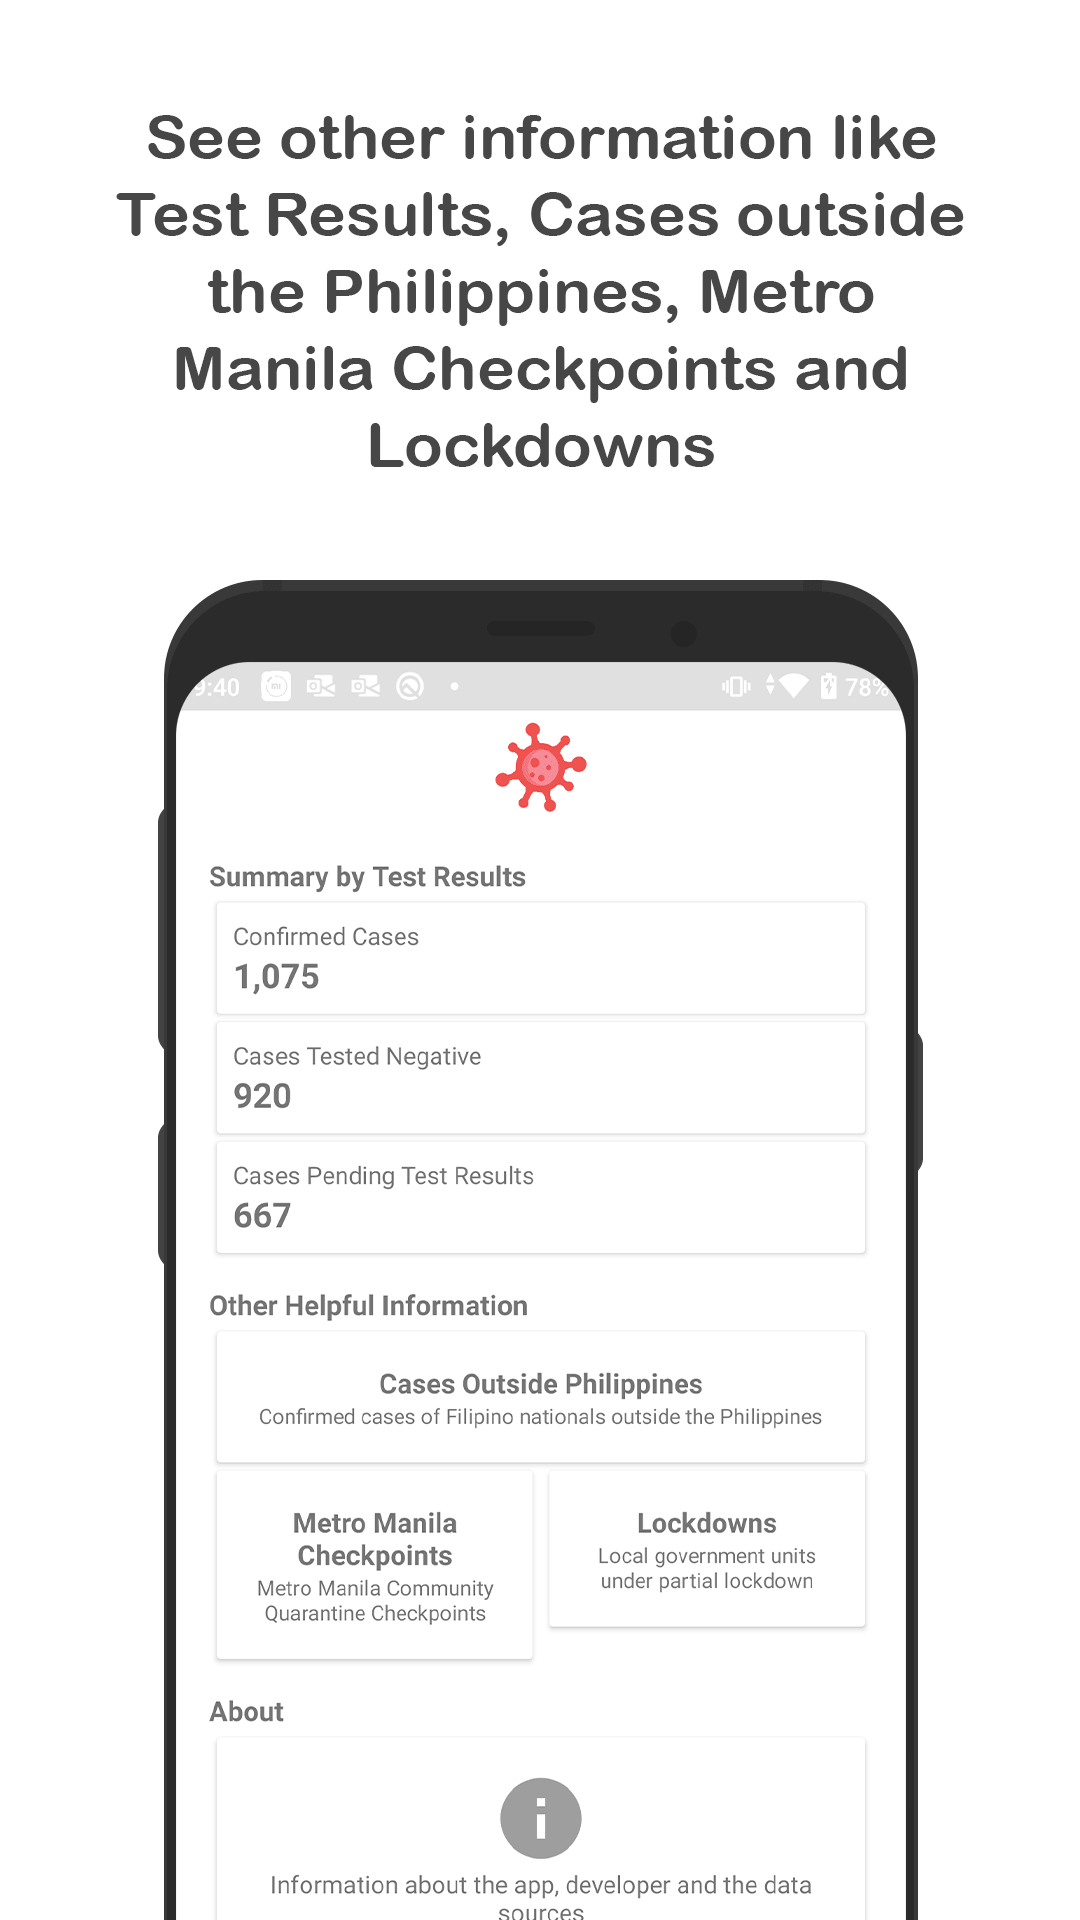 See other information like
Test Results, Cases outside
the Philippines, Metro
Manila Checkpoints and
Lockdowns
9:40
78%
Summary by Test Results
Confirmed Cases
1,075
Cases Tested Negative
920
Cases Pending Test Results
667
Other Helpful Information
Cases Outside Philippines
Confirmed cases of Filipino nationals outside the Philippines
Metro Manila
Checkpoints
Metro Manila Community
Quarantine Checkpoints
Lockdowns
Local government units
under partial lockdown
About
Information about the app, developer and the data
sources